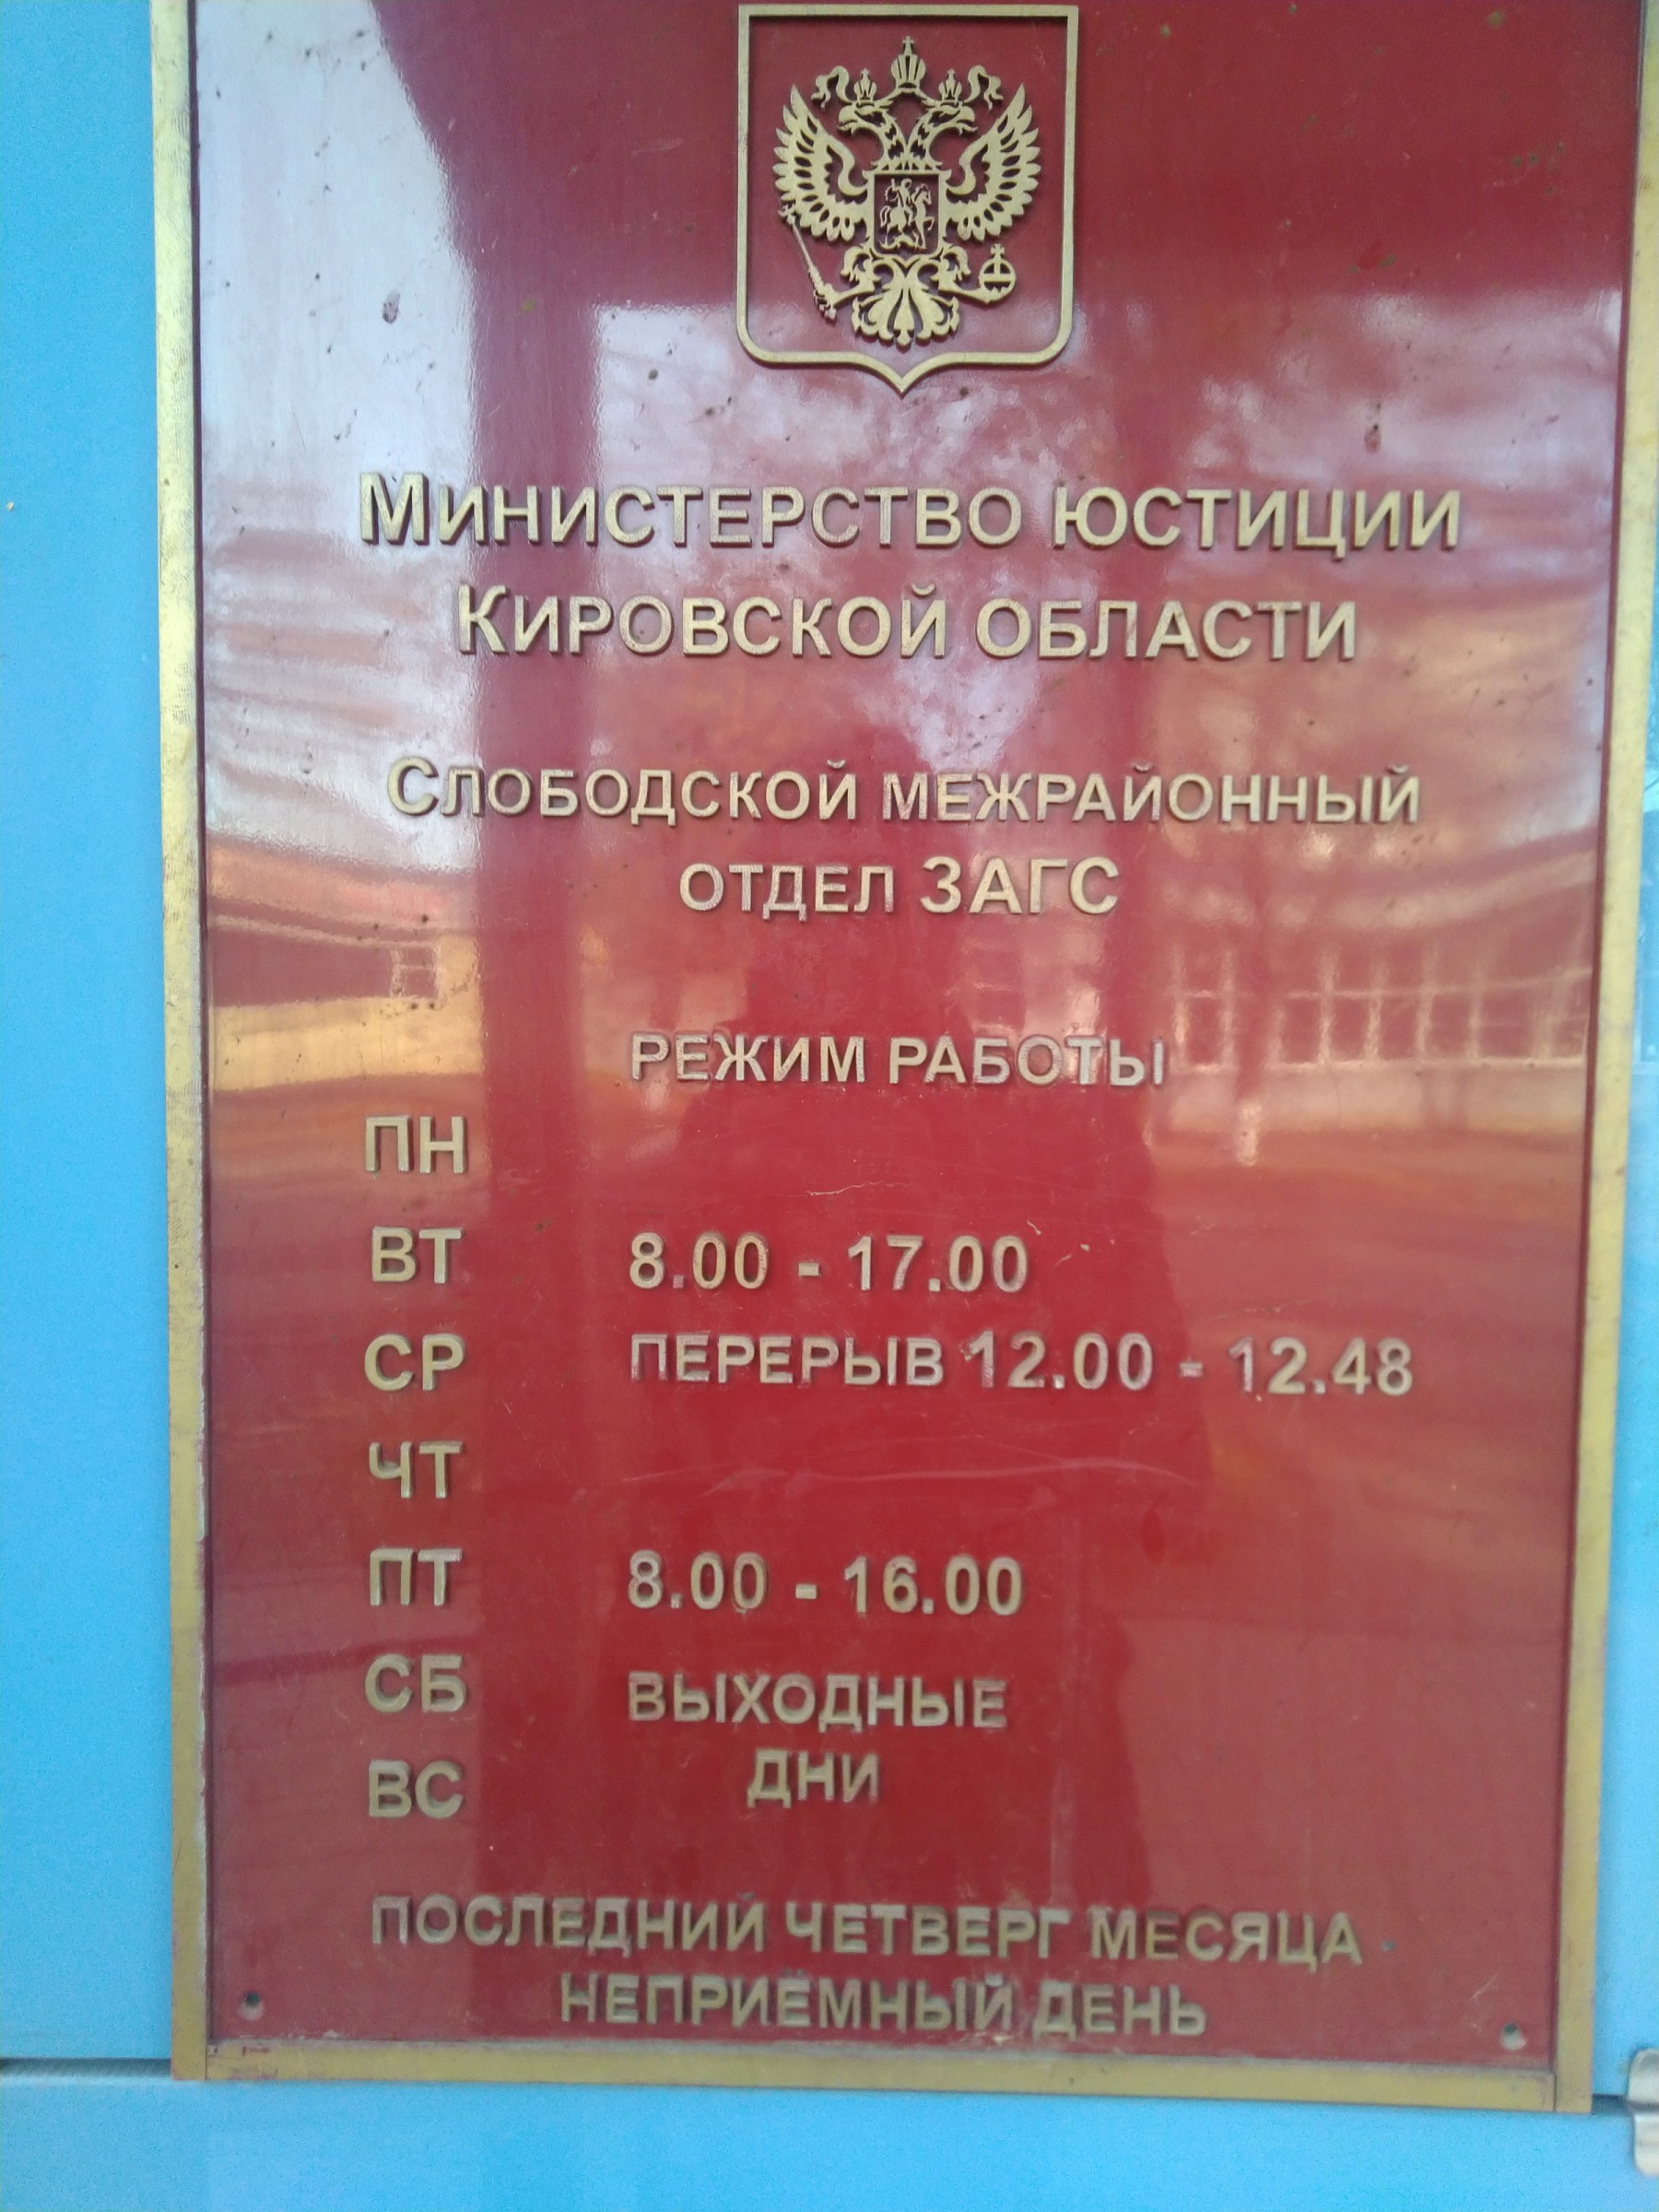 МИНИСТЕРСТВО ЮСТИЦИИ
КИРОВСКОЙ ОБЛАСТИ
СЛОБОДСКОЙ МЕЖРАЙОННЫЙ
ОТДЕЛ ЗАГС
РЕЖИМ РАБОТЫ
ПН
ВТ 8.00 - 17.00
СР ПЕРЕРЫВ 12.00 - 12.48
ЧТ
ПТ 8.00 - 16.00
СБ ВЫХОДНЫЕ
ДНИ
ВС
ПОСЛЕДНИЙ ЧЕТВЕРГ МЕСЯЦА
НЕПРИЁМНЫЙ ДЕНЬ